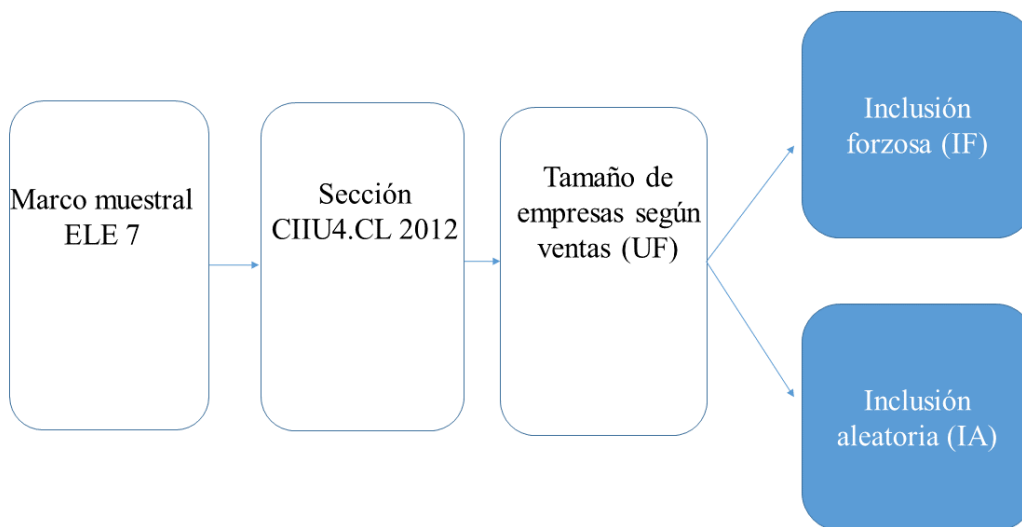 Marco muestral
ELE 7
Sección
CIIU4.CL 2012
Tamaño de
empresas según
ventas (UF)
Inclusión
forzosa (IF)
Inclusión
aleatoria (IA)